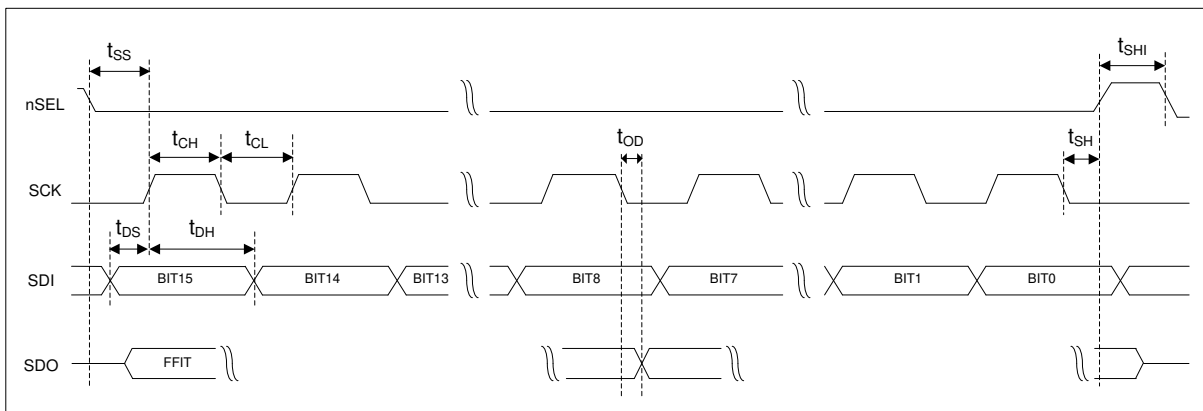 tSS
tSHI
nSEL
tCH
tCL
tOD
tSH
SCK
tDS
tDH
SDI
BIT15
BIT14
BIT13
BIT8
BIT7
BIT1
BIT0
SDO
FFIT